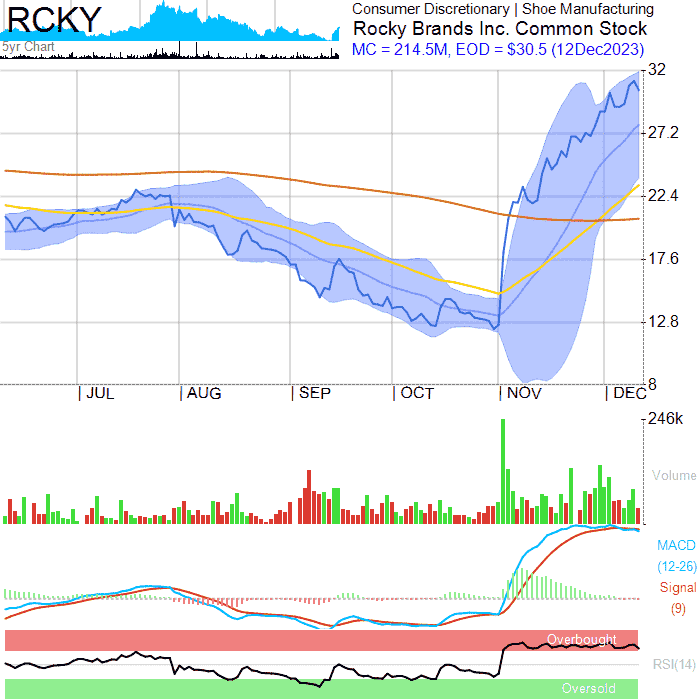 RCKY
5yr Chart
Consumer Discretionary | Shoe Manufacturing
Rocky Brands Inc. Common Stock
MC = 214.5M, EOD = $30.5 (12Dec2023)
32
27.2
22.4
17.6
12.8
8
| JUL | AUG | SEP | OCT | NOV | DEC
246k
Volume
MACD
(12-26)
Signal
(9)
Overbought
RSI(14)
Oversold